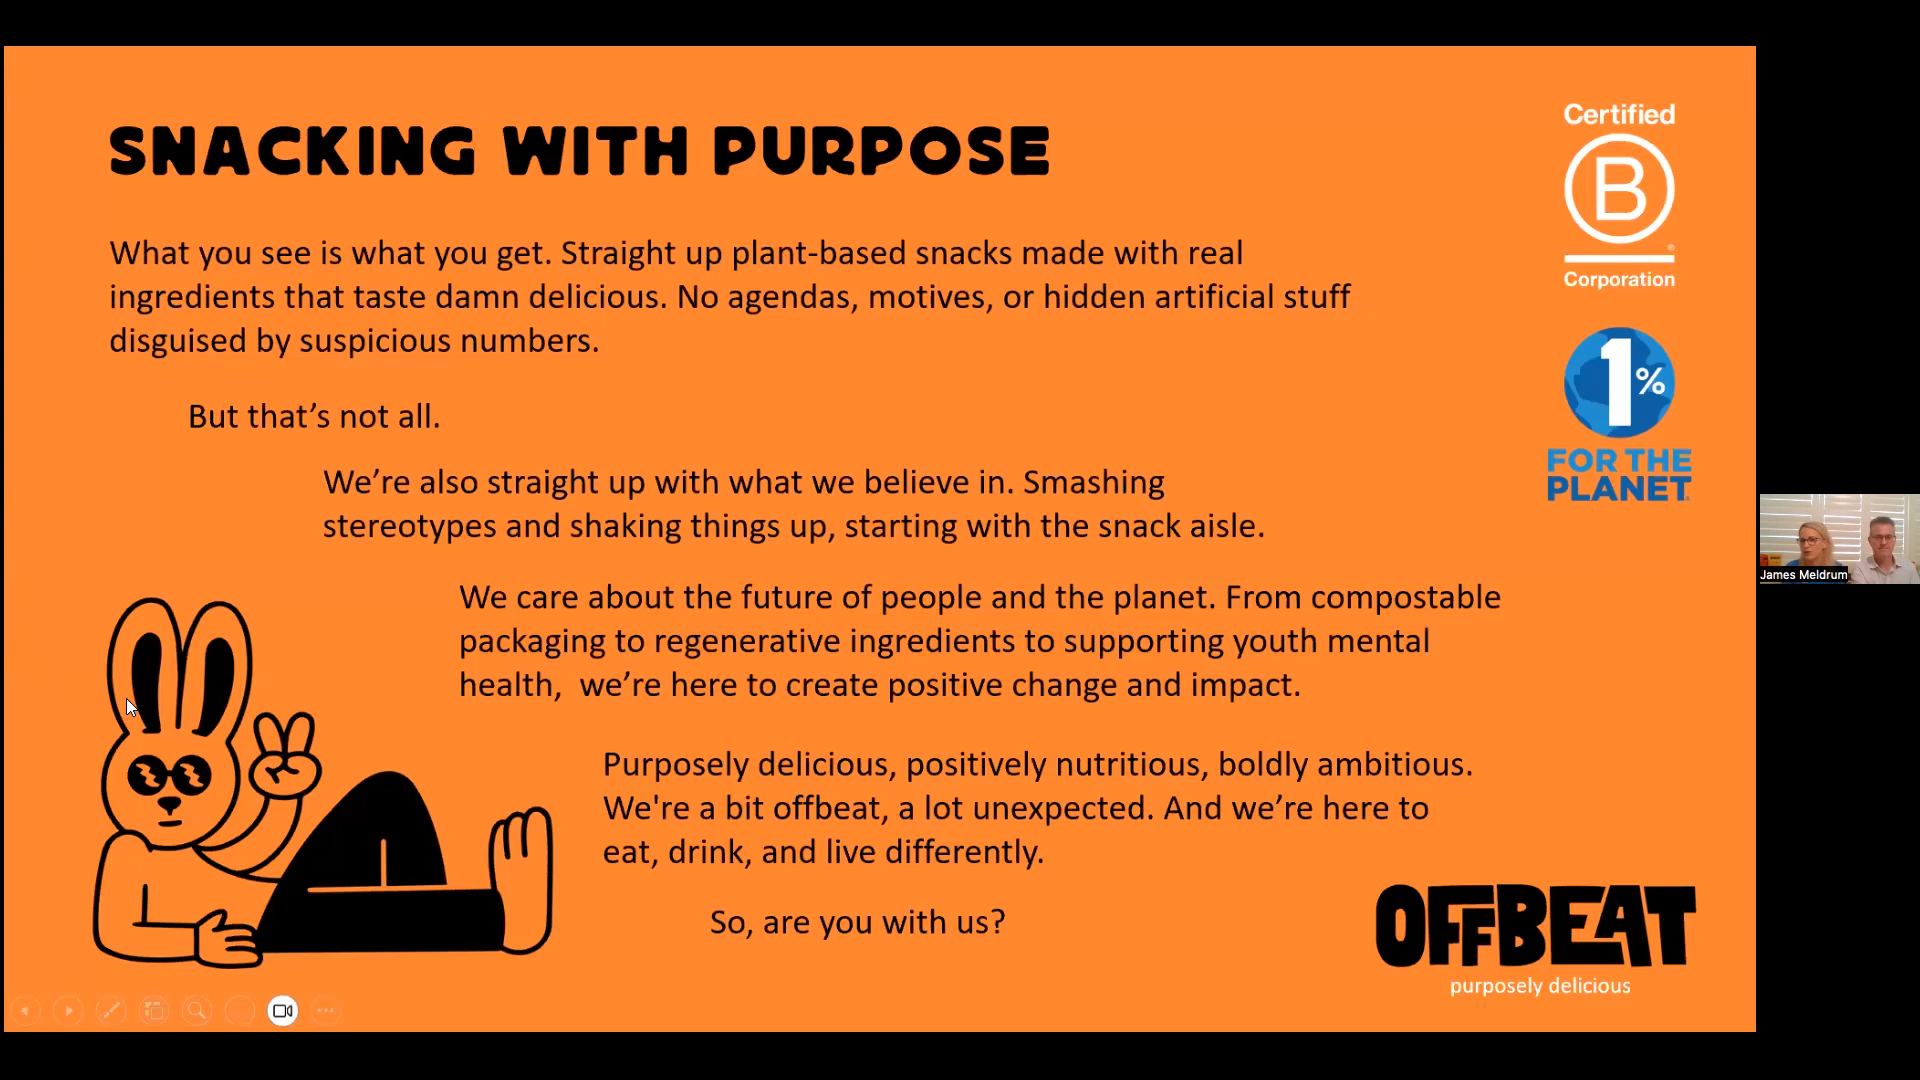 SNACKING WITH PURPOSE
What you see is what you get. Straight up plant-based snacks made with real
ingredients that taste damn delicious. No agendas, motives, or hidden artificial stuff
disguised by suspicious numbers.
But that’s not all.
We’re also straight up with what we believe in. Smashing
stereotypes and shaking things up, starting with the snack aisle.
We care about the future of people and the planet. From compostable
packaging to regenerative ingredients to supporting youth mental
health,  we’re here to create positive change and impact.
Purposely delicious, positively nutritious, boldly ambitious.
We're a bit offbeat, a lot unexpected. And we’re here to
eat, drink, and live differently.
So, are you with us?
Certified
B
®
Corporation
1%
FOR THE
PLANET
OFFBEAT
purposely delicious
James Meldrum